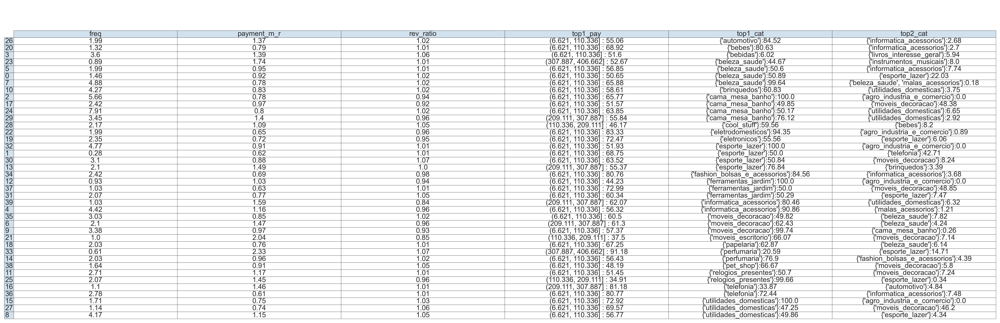 freq payment_m_r rev_ratio top1_pay top1_cat top2_cat
26 1.99 1.37 1.02 (6.621, 110.336] : 55.06 {'automotivo'}:84.52 {'informatica_acessorios'}:2.68
20 1.32 0.79 1.01 (6.621, 110.336] : 68.92 {'bebes'}:80.63 {'informatica_acessorios'}:2.7
3 3.6 1.39 1.06 (6.621, 110.336] : 51.6 {'bebidas'}:6.02 {'livros_interesse_geral'}:5.94
23 0.89 1.74 1.01 (307.887, 406.662] : 52.67 {'beleza_saude'}:44.67 {'instrumentos_musicais'}:8.0
5 1.99 0.95 1.01 (6.621, 110.336] : 56.85 {'beleza_saude'}:50.6 {'informatica_acessorios'}:7.74
0 1.46 0.92 1.02 (6.621, 110.336] : 50.65 {'beleza_saude'}:50.89 {'esporte_lazer'}:22.03
7 4.88 0.78 1.02 (6.621, 110.336] : 65.88 {'beleza_saude'}:99.64 {'beleza_saude', 'malas_acessorios'}:0.18
10 4.27 0.83 1.02 (6.621, 110.336] : 58.61 {'brinquedos'}:60.83 {'utilidades_domesticas'}:3.75
2 5.66 0.78 0.94 (6.621, 110.336] : 65.77 {'cama_mesa_banho'}:100.0 {'agro_industria_e_comercio'}:0.0
17 2.42 0.97 0.92 (6.621, 110.336] : 51.57 {'cama_mesa_banho'}:49.85 {'moveis_decoracao'}:48.38
24 7.91 0.8 1.02 (6.621, 110.336] : 63.85 {'cama_mesa_banho'}:50.17 {'utilidades_domesticas'}:6.65
29 3.45 1.4 0.96 (209.111, 307.887] : 55.84 {'cama_mesa_banho'}:76.12 {'utilidades_domesticas'}:2.92
28 2.17 1.09 1.05 (110.336, 209.111] : 46.17 {'cool_stuff'}:59.56 {'bebes'}:8.2
22 1.99 0.65 0.96 (6.621, 110.336] : 83.33 {'eletrodomesticos'}:94.35 {'agro_industria_e_comercio'}:0.89
19 2.35 0.72 0.95 (6.621, 110.336] : 72.47 {'eletronicos'}:55.56 {'esporte_lazer'}:6.06
32 4.77 0.91 1.01 (6.621, 110.336] : 51.93 {'esporte_lazer'}:100.0 {'agro_industria_e_comercio'}:0.0
1 0.28 0.62 1.01 (6.621, 110.336] : 68.75 {'esporte_lazer'}:50.0 {'telefonia'}:42.71
30 3.1 0.88 1.07 (6.621, 110.336] : 63.52 {'esporte_lazer'}:50.84 {'moveis_decoracao'}:8.24
13 2.1 1.49 1.0 (209.111, 307.887] : 55.37 {'esporte_lazer'}:76.84 {'brinquedos'}:3.39
34 2.42 0.69 0.98 (6.621, 110.336] : 80.76 {'fashion_bolsas_e_acessorios'}:84.56 {'informatica_acessorios'}:3.68
12 0.93 1.03 0.94 (6.621, 110.336] : 44.23 {'ferramentas_jardim'}:100.0 {'agro_industria_e_comercio'}:0.0
37 1.03 0.63 1.01 (6.621, 110.336] : 72.99 {'ferramentas_jardim'}:50.0 {'moveis_decoracao'}:48.85
31 2.07 0.77 1.05 (6.621, 110.336] : 60.34 {'ferramentas_jardim'}:50.29 {'esporte_lazer'}:7.47
39 1.03 1.59 0.84 (209.111, 307.887] : 62.07 {'informatica_acessorios'}:80.46 {'utilidades_domesticas'}:6.32
4 4.42 1.16 0.96 (6.621, 110.336] : 56.32 {'informatica_acessorios'}:90.86 {'malas_acessorios'}:1.21
35 3.03 0.85 1.02 (6.621, 110.336] : 60.5 {'moveis_decoracao'}:49.82 {'beleza_saude'}:7.82
6 2.1 1.47 0.96 (209.111, 307.887] : 61.3 {'moveis_decoracao'}:62.43 {'beleza_saude'}:4.24
9 3.38 0.97 0.93 (6.621, 110.336] : 57.37 {'moveis_decoracao'}:99.74 {'cama_mesa_banho'}:0.26
21 1.0 2.04 0.85 (110.336, 209.111] : 37.5 {'moveis_escritorio'}:66.07 {'moveis_decoracao'}:7.14
18 2.03 0.76 1.01 (6.621, 110.336] : 67.25 {'papelaria'}:62.87 {'beleza_saude'}:6.14
33 0.61 2.33 1.07 (307.887, 406.662] : 91.18 {'perfumaria'}:20.59 {'esporte_lazer'}:14.71
14 2.03 0.96 1.02 (6.621, 110.336] : 56.43 {'perfumaria'}:76.9 {'fashion_bolsas_e_acessorios'}:4.39
38 1.64 0.91 1.05 (6.621, 110.336] : 48.19 {'pet_shop'}:66.67 {'moveis_decoracao'}:5.8
11 2.71 1.17 1.01 (6.621, 110.336] : 51.45 {'relogios_presentes'}:50.7 {'moveis_decoracao'}:7.24
25 2.07 1.45 0.96 (110.336, 209.111] : 34.91 {'relogios_presentes'}:99.66 {'esporte_lazer'}:0.34
16 1.1 1.46 1.01 (209.111, 307.887] : 81.18 {'telefonia'}:33.87 {'automotivo'}:4.84
36 2.78 0.61 1.01 (6.621, 110.336] : 80.77 {'telefonia'}:72.44 {'informatica_acessorios'}:7.48
15 1.71 0.75 1.03 (6.621, 110.336] : 72.92 {'utilidades_domesticas'}:100.0 {'agro_industria_e_comercio'}:0.0
27 1.14 0.74 1.06 (6.621, 110.336] : 69.57 {'utilidades_domesticas'}:47.25 {'moveis_decoracao'}:46.2
8 4.17 1.15 1.05 (6.621, 110.336] : 56.77 {'utilidades_domesticas'}:49.86 {'esporte_lazer'}:4.34